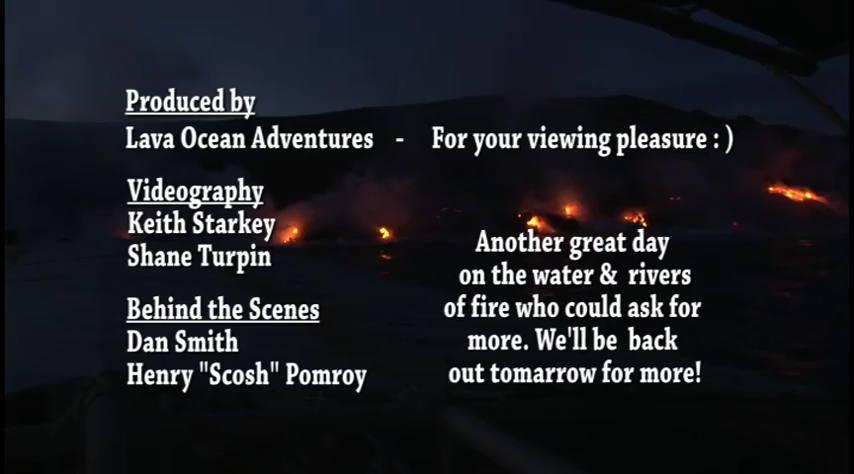 Produced by
Lava Ocean Adventures - For your viewing pleasure : )
Videography
Keith Starkey
Shane Turpin
Behind the Scenes
Dan Smith
Henry "Scosh" Pomroy
Another great day
on the water & rivers
of fire who could ask for
more. We'll be back
out tomarrow for more!